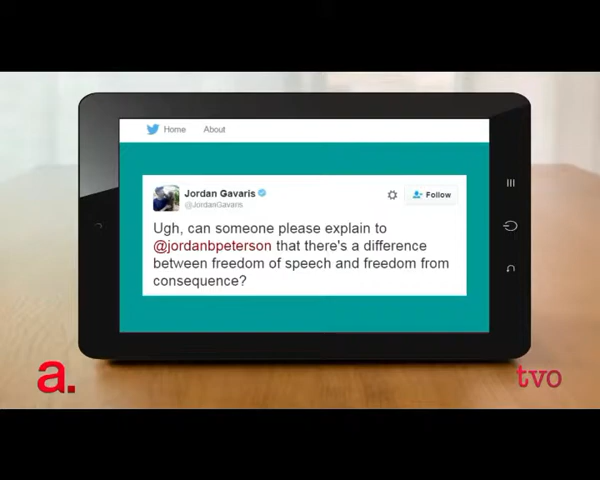 Home About
Jordan Gavaris
@JordanGavaris
Follow
Ugh, can someone please explain to
@jordanbpeterson that there's a difference
between freedom of speech and freedom from
consequence?
a.
tvo